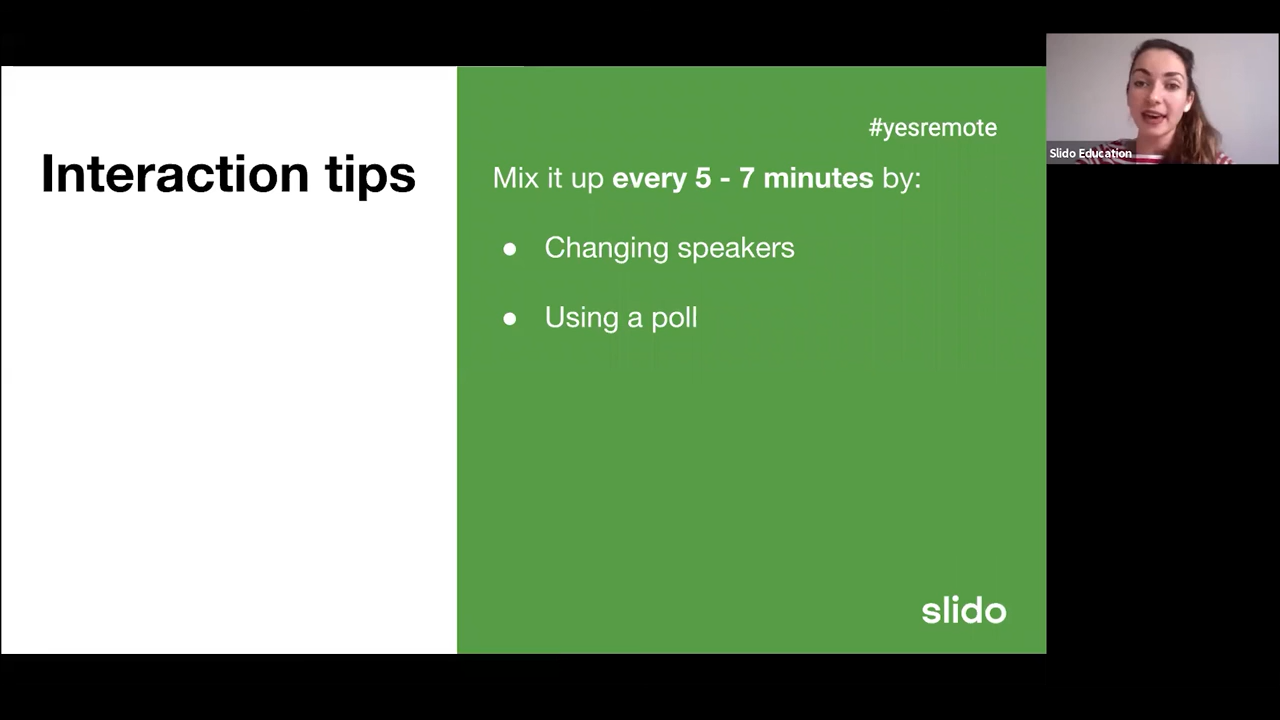 Interaction tips
#yesremote
Mix it up every 5 - 7 minutes by:
● Changing speakers
● Using a poll
slido
Slido Education